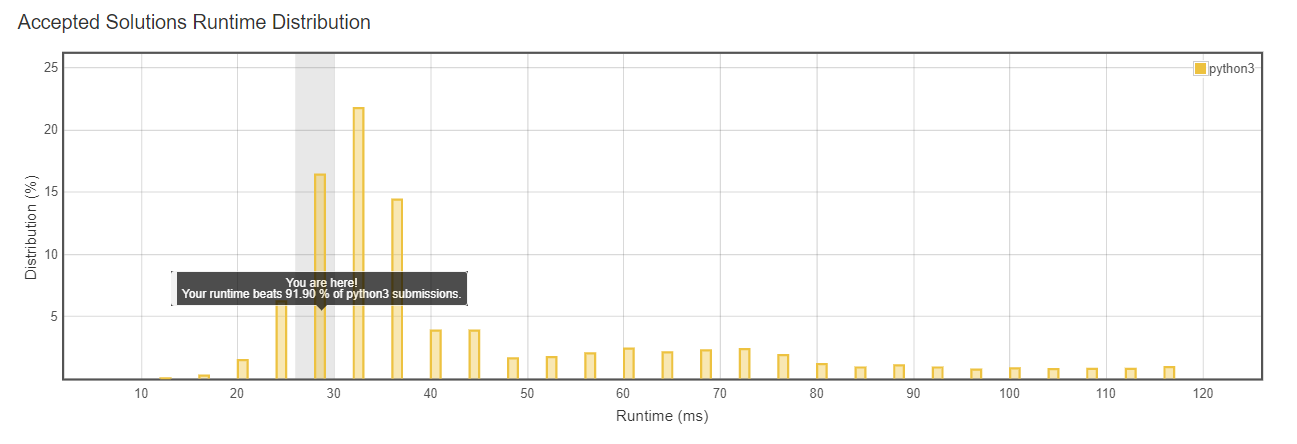 Accepted Solutions Runtime Distribution
python3
25
20
15
10
5
Distribution (%)
You are here!
Your runtime beats 91.90 % of python3 submissions.
10 20 30 40 50 60 70 80 90 100 110 120
Runtime (ms)